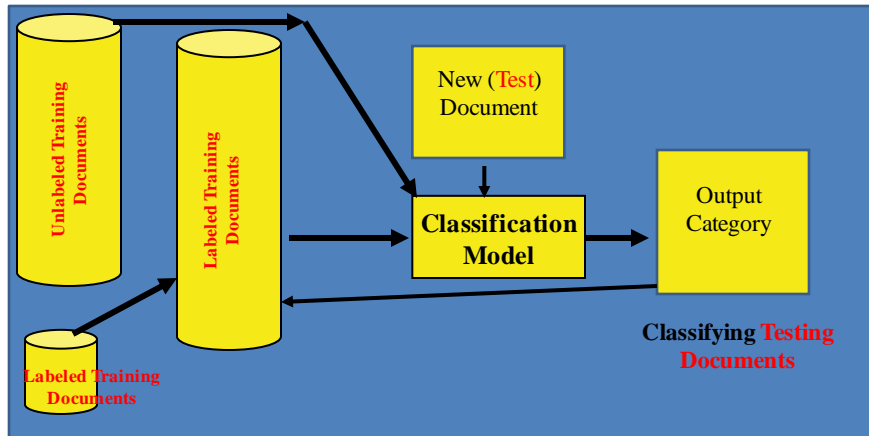 Unlabeled Training
Documents
Labeled Training
Documents
Labeled Training
Documents
New (Test)
Document
Classification
Model
Output
Category
Classifying Testing
Documents